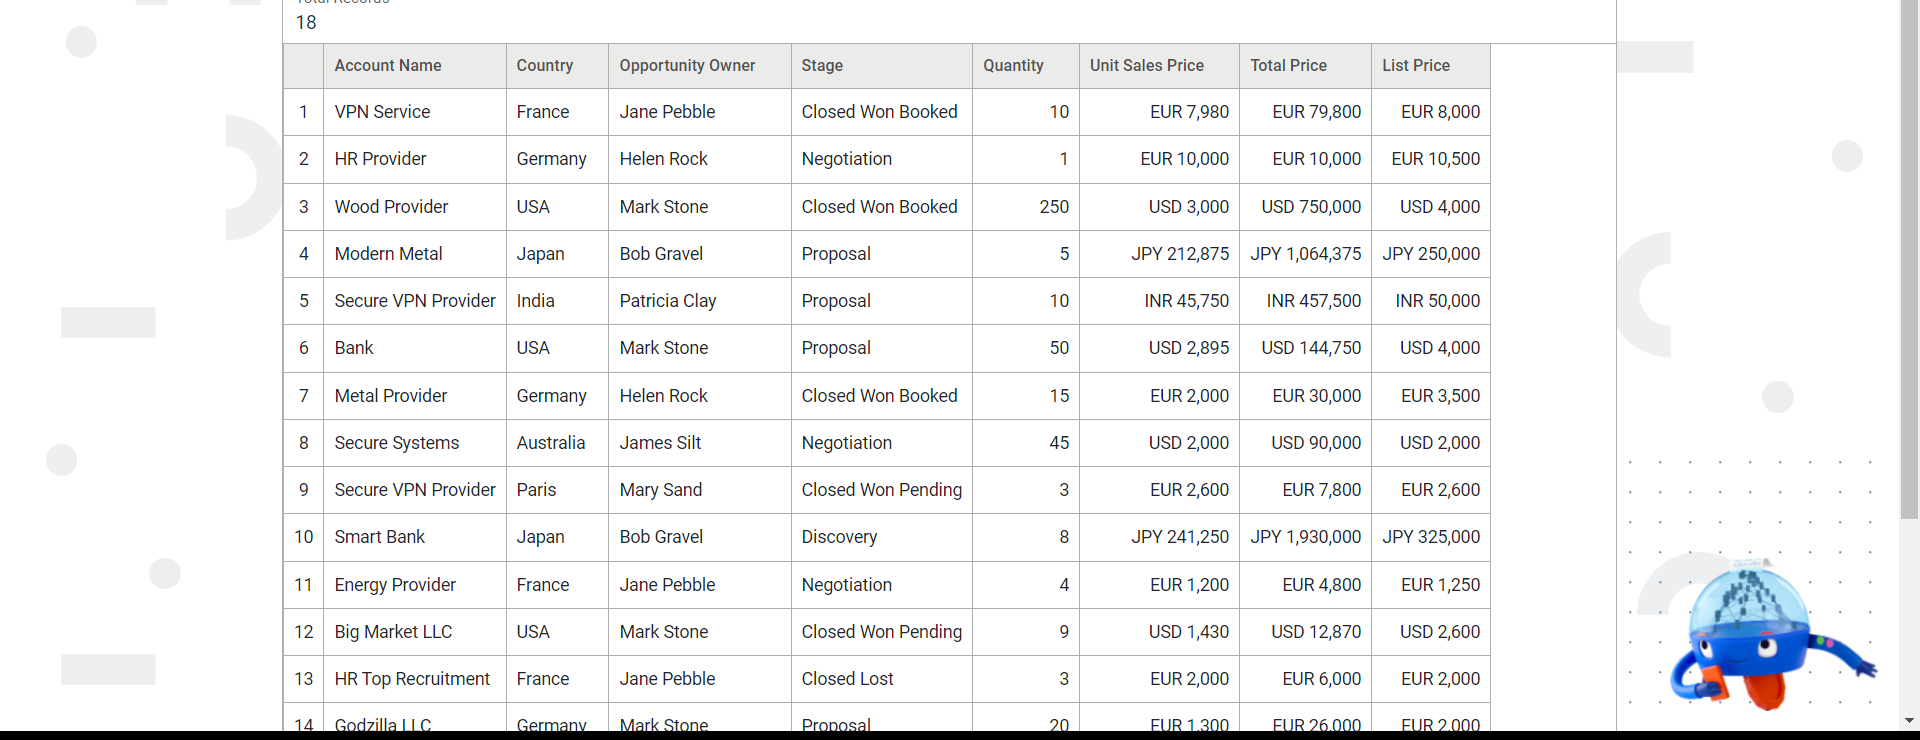 Total Records
18
Account Name Country Opportunity Owner Stage Quantity Unit Sales Price Total Price List Price
1 VPN Service France Jane Pebble Closed Won Booked 10 EUR 7,980 EUR 79,800 EUR 8,000
2 HR Provider Germany Helen Rock Negotiation 1 EUR 10,000 EUR 10,000 EUR 10,500
3 Wood Provider USA Mark Stone Closed Won Booked 250 USD 3,000 USD 750,000 USD 4,000
4 Modern Metal Japan Bob Gravel Proposal 5 JPY 212,875 JPY 1,064,375 JPY 250,000
5 Secure VPN Provider India Patricia Clay Proposal 10 INR 45,750 INR 457,500 INR 50,000
6 Bank USA Mark Stone Proposal 50 USD 2,895 USD 144,750 USD 4,000
7 Metal Provider Germany Helen Rock Closed Won Booked 15 EUR 2,000 EUR 30,000 EUR 3,500
8 Secure Systems Australia James Silt Negotiation 45 USD 2,000 USD 90,000 USD 2,000
9 Secure VPN Provider Paris Mary Sand Closed Won Pending 3 EUR 2,600 EUR 7,800 EUR 2,600
10 Smart Bank Japan Bob Gravel Discovery 8 JPY 241,250 JPY 1,930,000 JPY 325,000
11 Energy Provider France Jane Pebble Negotiation 4 EUR 1,200 EUR 4,800 EUR 1,250
12 Big Market LLC USA Mark Stone Closed Won Pending 9 USD 1,430 USD 12,870 USD 2,600
13 HR Top Recruitment France Jane Pebble Closed Lost 3 EUR 2,000 EUR 6,000 EUR 2,000
14 Godzilla LLC Germany Mark Stone Proposal 20 EUR 1,300 EUR 26,000 EUR 2,000